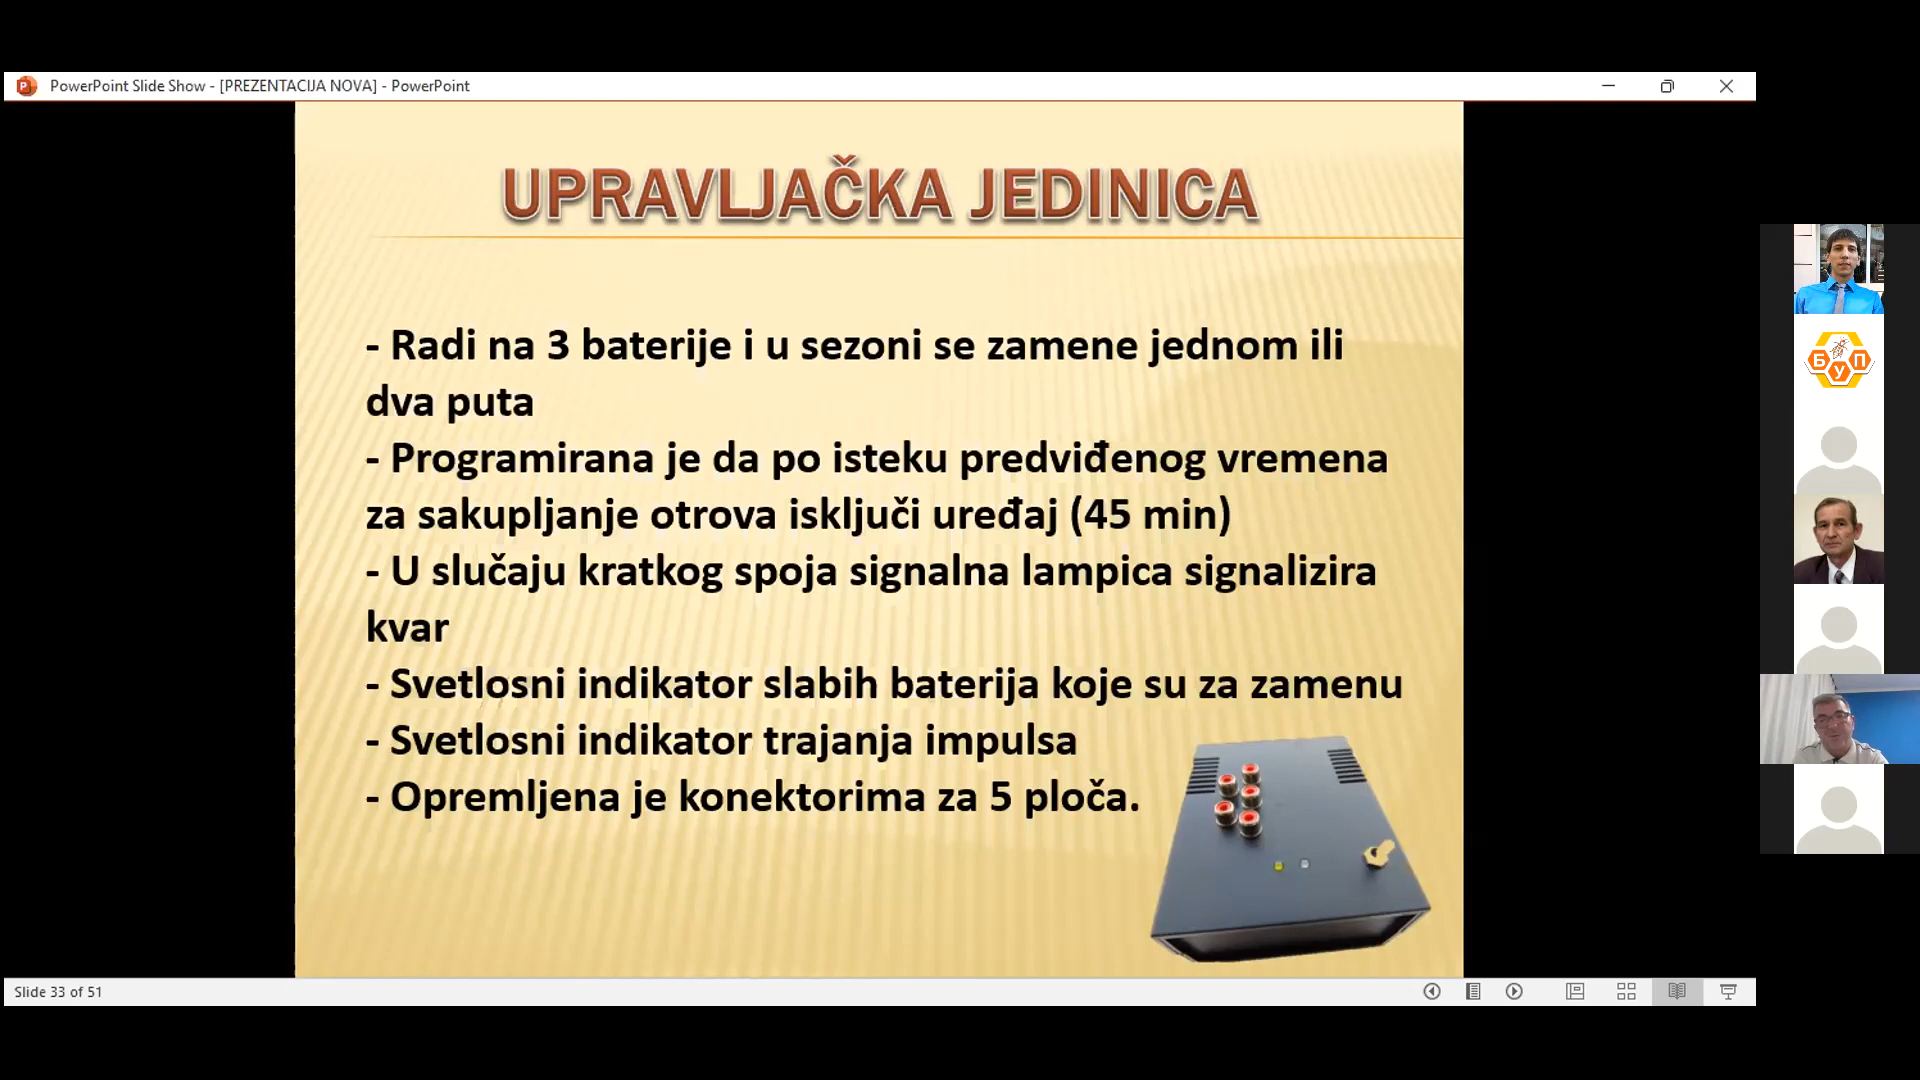 PowerPoint Slide Show - [PREZENTACIJA NOVA] - PowerPoint
UPRAVLJAČKA JEDINICA
- Radi na 3 baterije i u sezoni se zamene jednom ili
dva puta
- Programirana je da po isteku predviđenog vremena
za sakupljanje otrova isključi uređaj (45 min)
- U slučaju kratkog spoja signalna lampica signalizira
kvar
- Svetlosni indikator slabih baterija koje su za zamenu
- Svetlosni indikator trajanja impulsa
- Opremljena je konektorima za 5 ploča.
БУП
Slide 33 of 51